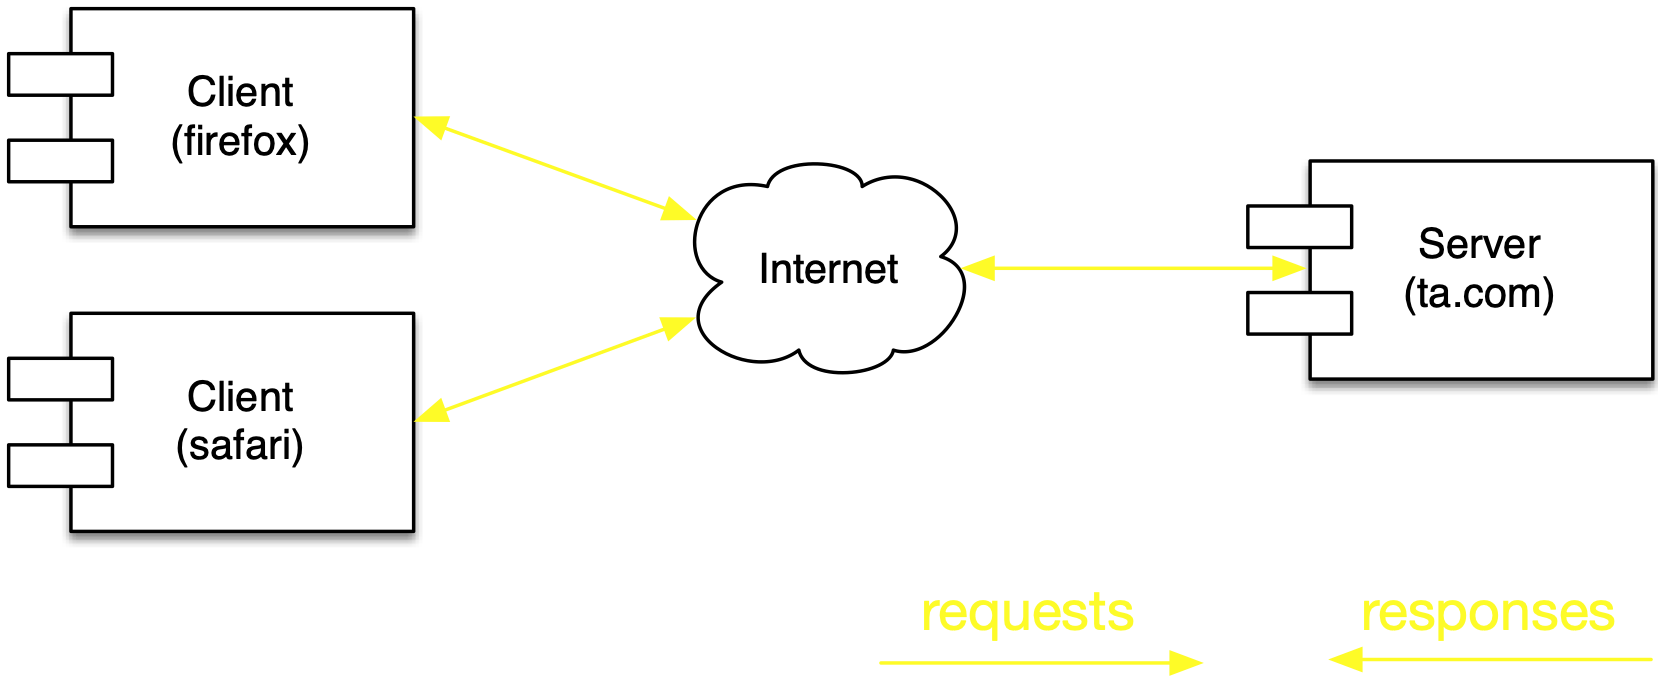 Client
(firefox)
Internet
Server
(ta.com)
Client
(safari)
requests
responses